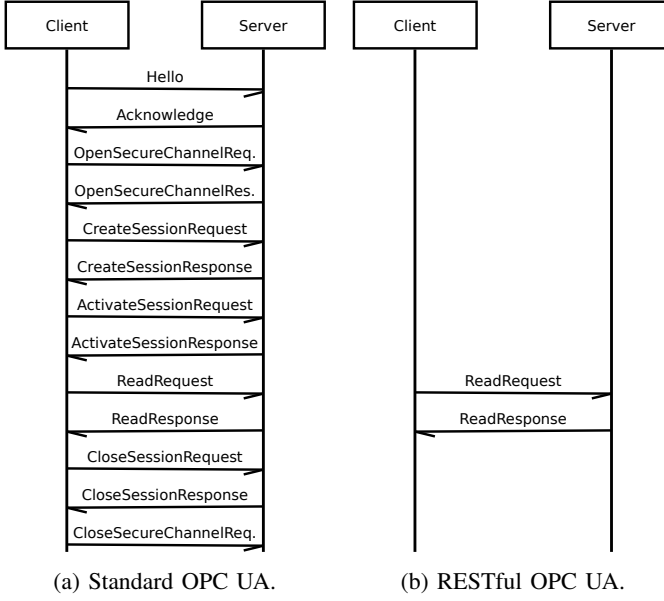 Client
Server
Hello
Acknowledge
OpenSecureChannelReq.
OpenSecureChannelRes.
CreateSessionRequest
CreateSessionResponse
ActivateSessionRequest
ActivateSessionResponse
ReadRequest
ReadResponse
CloseSessionRequest
CloseSessionResponse
CloseSecureChannelReq.
(a) Standard OPC UA.
Client
Server
ReadRequest
ReadResponse
(b) RESTful OPC UA.